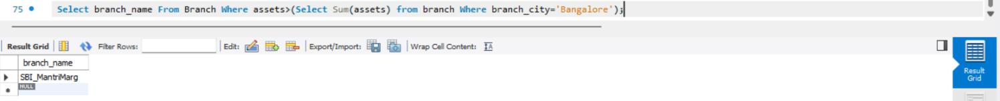 75 Select branch_name From Branch Where assets>(Select Sum(assets) from branch Where branch_city='Bangalore');
Result Grid Filter Rows: Edit: Export/Import: Wrap Cell Content: IA
branch_name
SBI_MantriMarg
NULL
Result
Grid